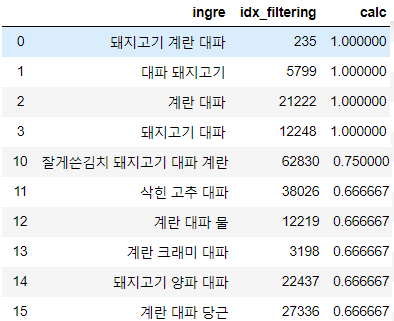 ingre idx_filtering calc
0 돼지고기 계란 대파 235 1.000000
1 대파 돼지고기 5799 1.000000
2 계란 대파 21222 1.000000
3 돼지고기 대파 12248 1.000000
10 잘게썬김치 돼지고기 대파 계란 62830 0.750000
11 삭힌 고추 대파 38026 0.666667
12 계란 대파 물 12219 0.666667
13 계란 크래미 대파 3198 0.666667
14 돼지고기 양파 대파 22437 0.666667
15 계란 대파 당근 27336 0.666667